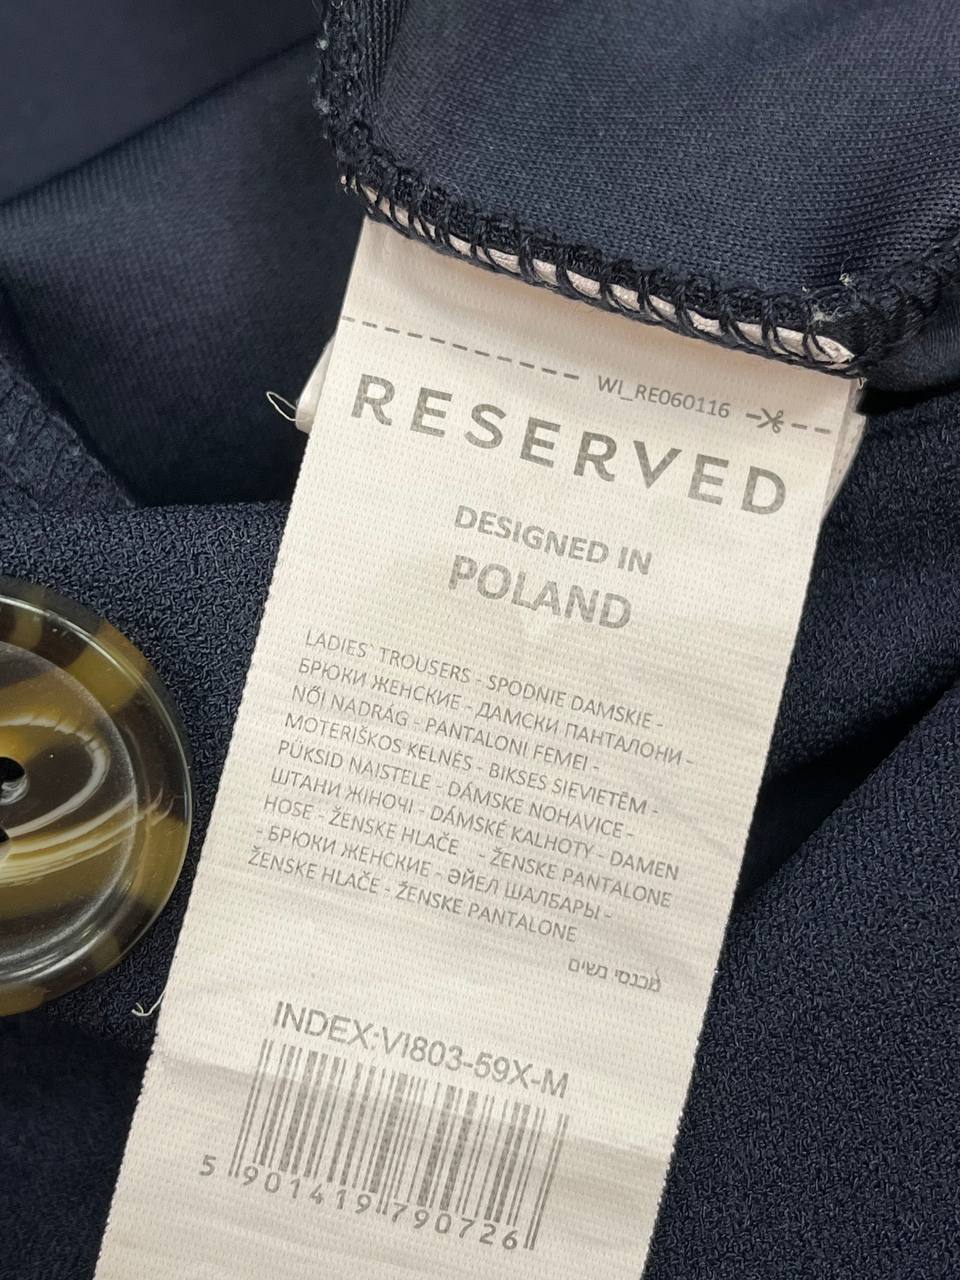 WI_RE060116
RESERVED
DESIGNED IN
POLAND
LADIES` TROUSERS - SPODNIE DAMSKIE -
БРЮКИ ЖЕНСКИЕ - ДАМСКИ ПАНТАЛОНИ -
NŐI NADRÁG - PANTALONI FEMEI -
MOTERIŠKOS KELNĖS - BIKSES SIEVIETĒM -
PÜKSID NAISTELE - DÁMSKE NOHAVICE -
ШТАНИ ЖІНОЧІ - DÁMSKÉ KALHOTY - DAMEN
HOSE - ŽENSKE HLAČE - ŽENSKE PANTALONE
- БРЮКИ ЖЕНСКИЕ - ӘЙЕЛ ШАЛБАРЫ -
ŽENSKE HLAČE - ŽENSKE PANTALONE
מכנסי נשים
INDEX:VI803-59X-M
5 901419 790726